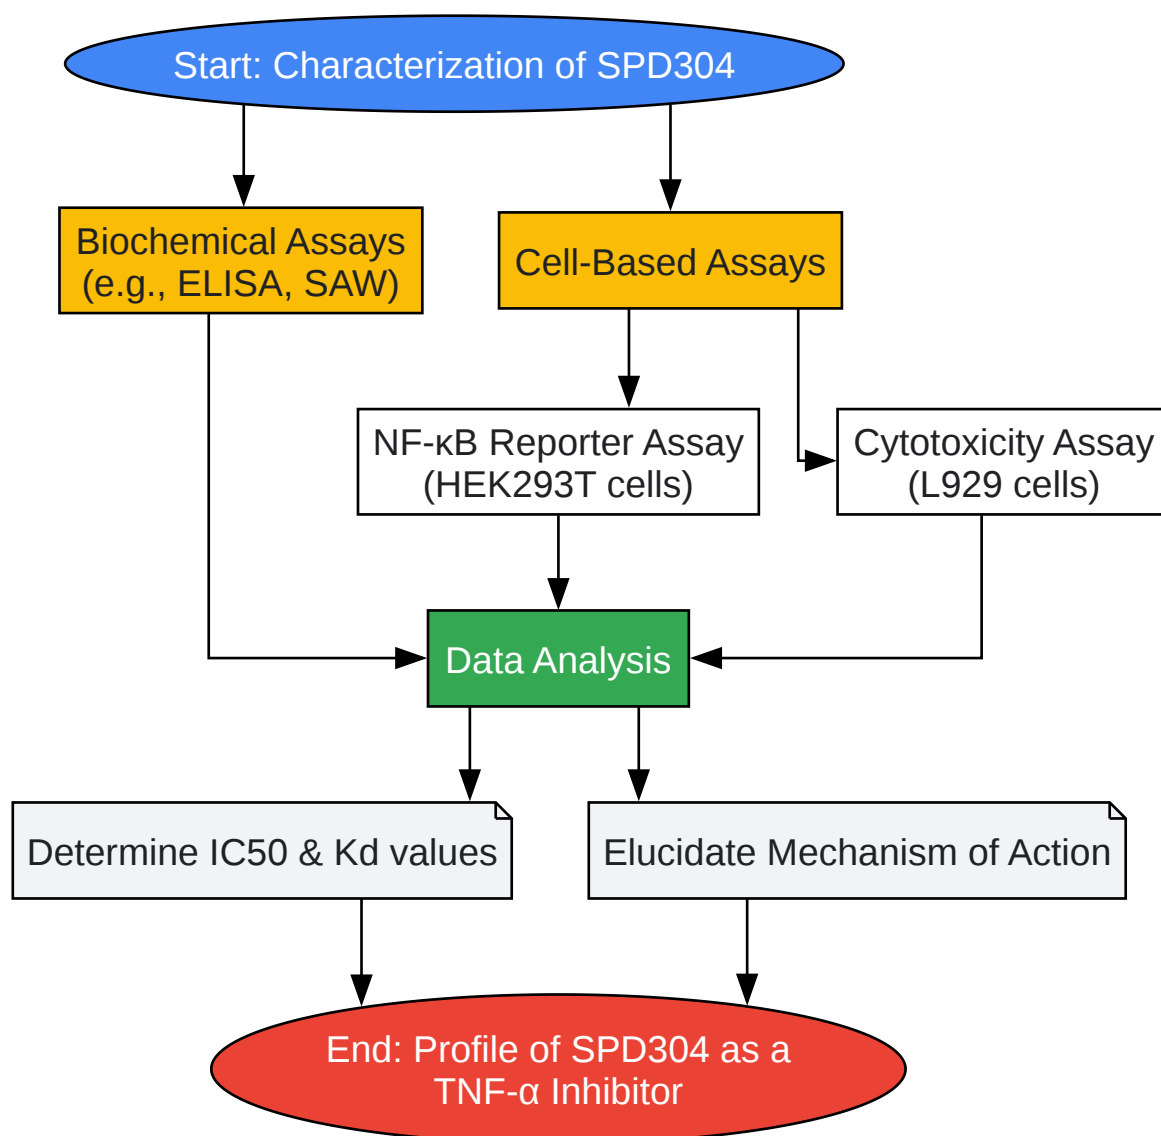 Start: Characterization of SPD304
Biochemical Assays
(e.g., ELISA, SAW)
Cell-Based Assays
NF-κB Reporter Assay
(HEK293T cells)
Cytotoxicity Assay
(L929 cells)
Data Analysis
Determine IC50 & Kd values
Elucidate Mechanism of Action
End: Profile of SPD304 as a
TNF-α Inhibitor